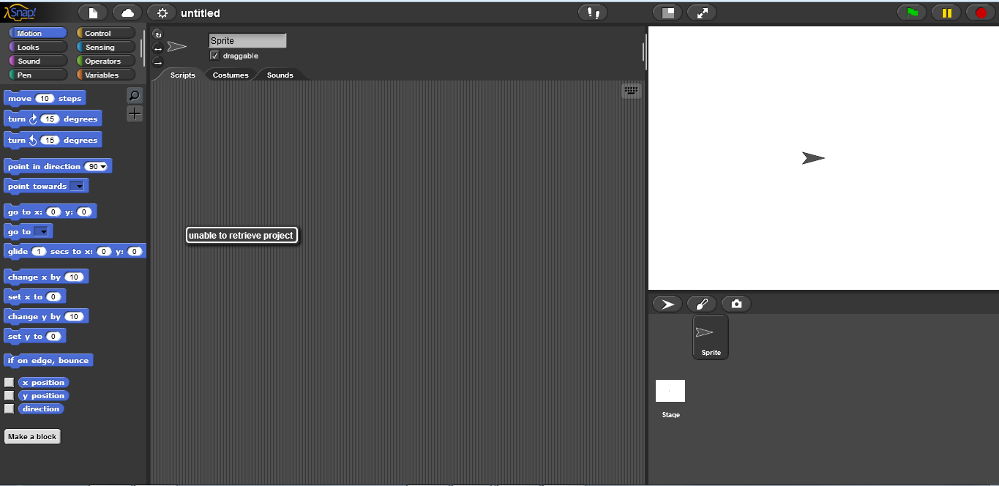 Snap!
untitled
Motion
Control
Looks
Sensing
Sound
Operators
Pen
Variables
move 10 steps
turn 15 degrees
turn 15 degrees
point in direction 90
point towards
go to x: 0 y: 0
go to
glide 1 secs to x: 0 y: 0
change x by 10
set x to 0
change y by 10
set y to 0
if on edge, bounce
x position
y position
direction
Make a block
Sprite
draggable
Scripts
Costumes
Sounds
unable to retrieve project
Sprite
Stage